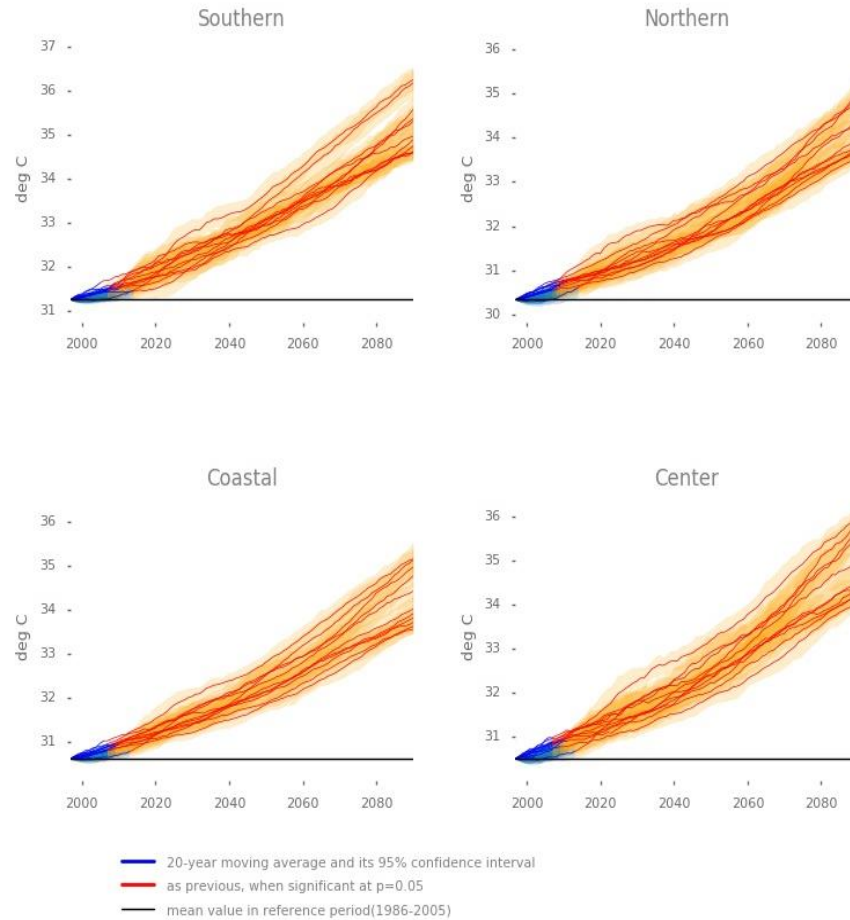 Southern
37
36
35
34
33
32
31
deg C
2000 2020 2040 2060 2080
Northern
36
35
34
33
32
31
30
deg C
2000 2020 2040 2060 2080
Coastal
36
35
34
33
32
31
deg C
2000 2020 2040 2060 2080
Center
36
35
34
33
32
31
deg C
2000 2020 2040 2060 2080
20-year moving average and its 95% confidence interval
as previous, when significant at p=0.05
mean value in reference period(1986-2005)